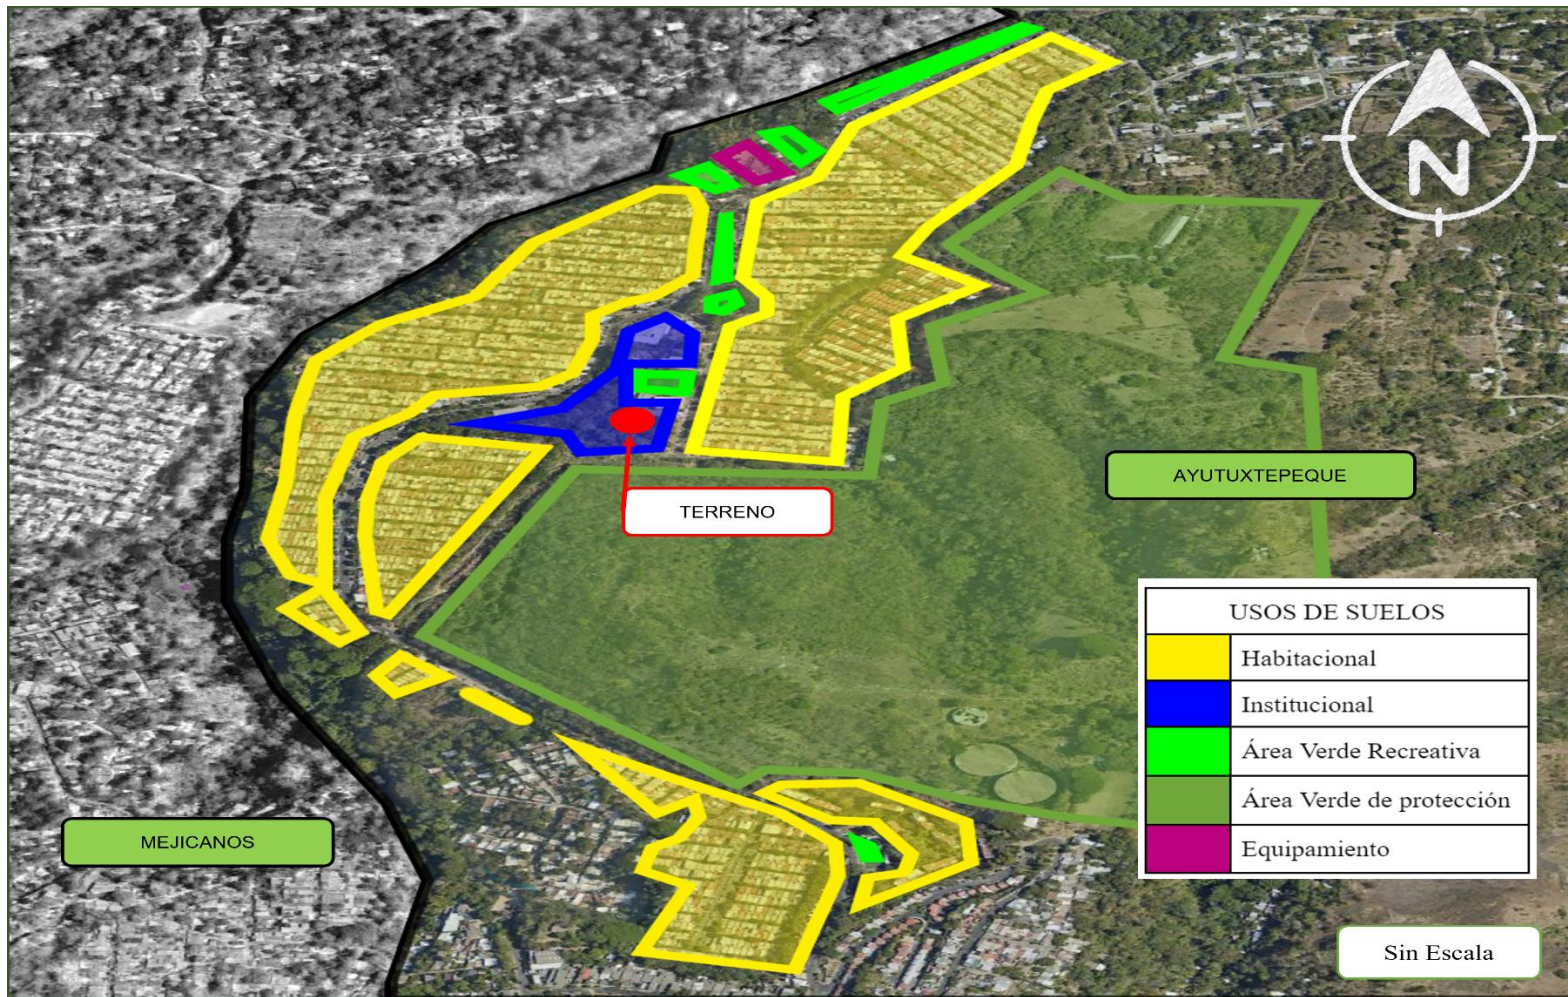 N
TERRENO
AYUTUXTEPEQUE
MEJICANOS
USOS DE SUELOS
Habitacional
Institucional
Área Verde Recreativa
Área Verde de protección
Equipamiento
Sin Escala